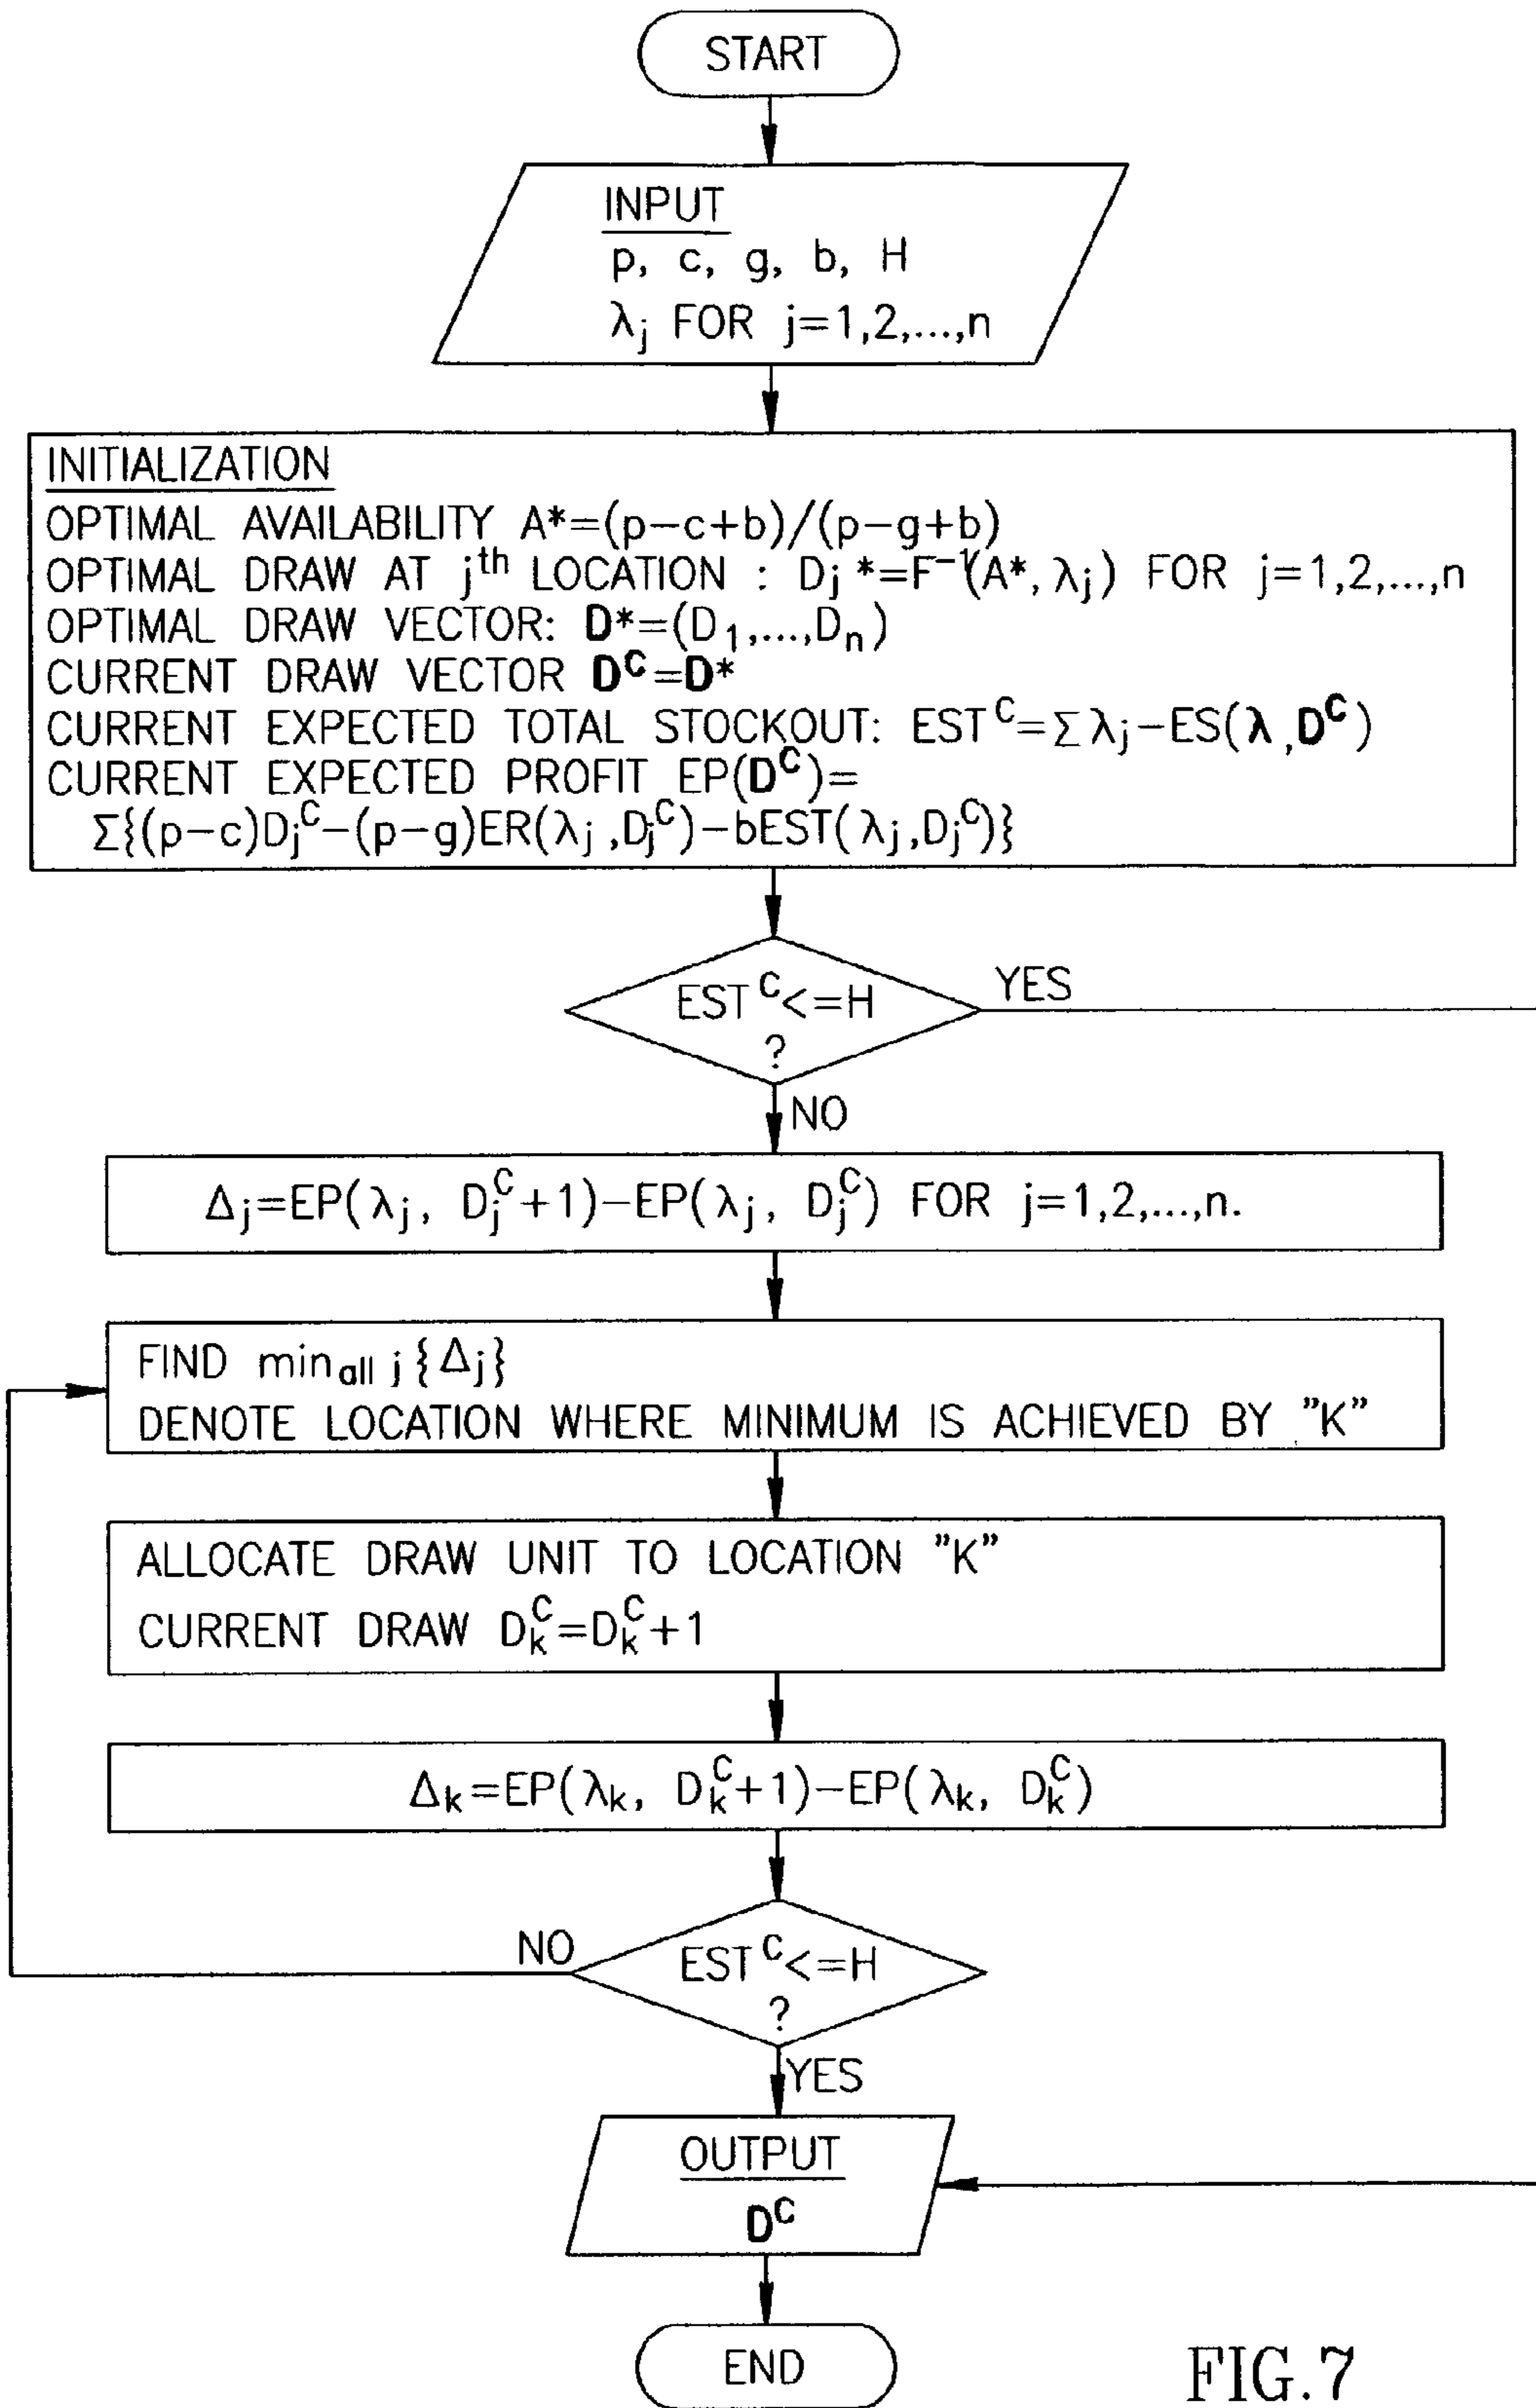 START
INPUT
p, c, g, b, H
λj FOR j=1,2,...,n
INITIALIZATION
OPTIMAL AVAILABILITY A*=(p-c+b)/(p-g+b)
OPTIMAL DRAW AT jth LOCATION : Dj*=F⁻¹(A*,λj) FOR j=1,2,...,n
OPTIMAL DRAW VECTOR: D*=(D₁,...,Dn)
CURRENT DRAW VECTOR Dᶜ=D*
CURRENT EXPECTED TOTAL STOCKOUT: ESTᶜ=Σλj-ES(λ,Dᶜ)
CURRENT EXPECTED PROFIT EP(Dᶜ)=
Σ{(p-c)Djᶜ-(p-g)ER(λj,Djᶜ)-bEST(λj,Djᶜ)}
ESTᶜ<=H
?
YES
NO
Δj=EP(λj, Djᶜ+1)-EP(λj, Djᶜ) FOR j=1,2,...,n.
FIND min all j{Δj}
DENOTE LOCATION WHERE MINIMUM IS ACHIEVED BY "K"
ALLOCATE DRAW UNIT TO LOCATION "K"
CURRENT DRAW Dkᶜ=Dkᶜ+1
Δk=EP(λk, Dkᶜ+1)-EP(λk, Dkᶜ)
NO
ESTᶜ<=H
?
YES
OUTPUT
Dᶜ
END
FIG.7